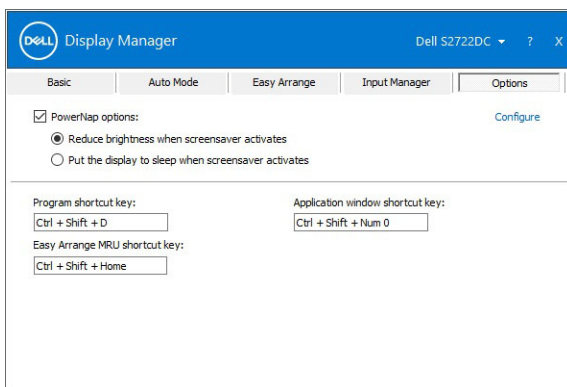 DELL Display Manager Dell S2722DC ? X
Basic Auto Mode Easy Arrange Input Manager Options
PowerNap options: Configure
Reduce brightness when screensaver activates
Put the display to sleep when screensaver activates
Program shortcut key: Application window shortcut key:
Ctrl + Shift + D Ctrl + Shift + Num 0
Easy Arrange MRU shortcut key:
Ctrl + Shift + Home